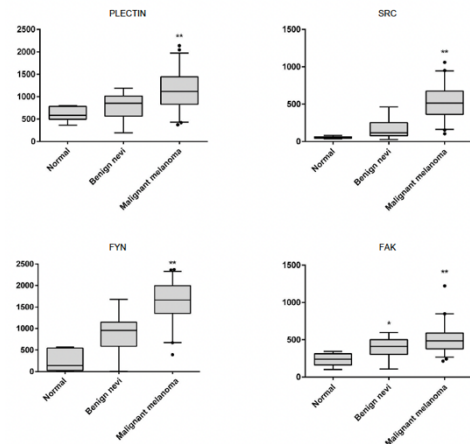 PLECTIN
2500
2000
1500
1000
500
0
**
Normal
Benign nevi
Malignant melanoma
SRC
1500
1000
500
0
**
Normal
Benign nevi
Malignant melanoma
FYN
2500
2000
1500
1000
500
0
**
Normal
Benign nevi
Malignant melanoma
FAK
1500
1000
500
0
*
**
Normal
Benign nevi
Malignant melanoma